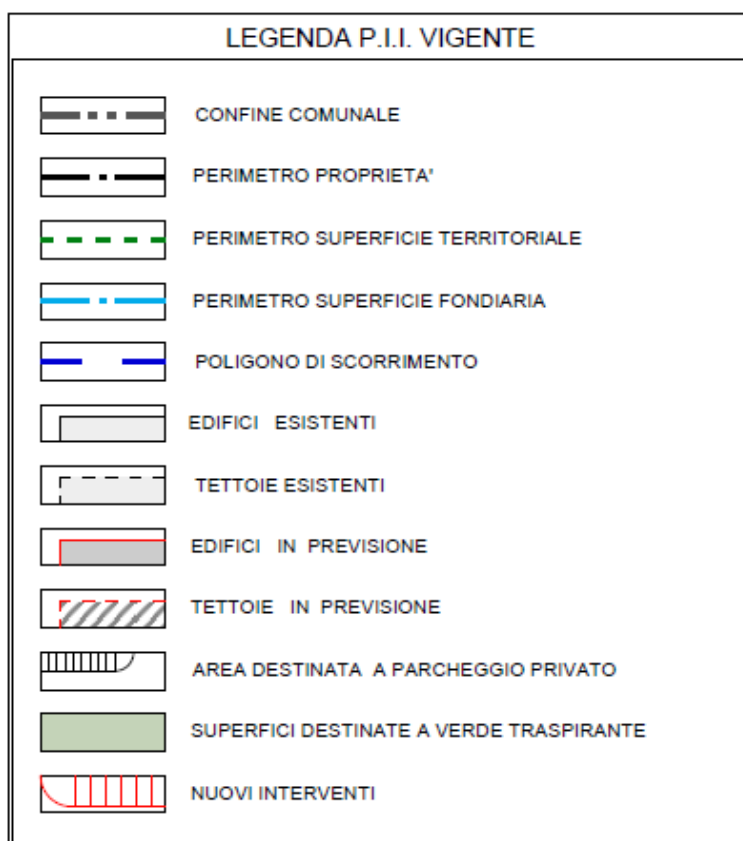 LEGENDA P.I.I. VIGENTE
CONFINE COMUNALE
PERIMETRO PROPRIETA'
PERIMETRO SUPERFICIE TERRITORIALE
PERIMETRO SUPERFICIE FONDIARIA
POLIGONO DI SCORRIMENTO
EDIFICI ESISTENTI
TETTOIE ESISTENTI
EDIFICI IN PREVISIONE
TETTOIE IN PREVISIONE
AREA DESTINATA A PARCHEGGIO PRIVATO
SUPERFICI DESTINATE A VERDE TRASPIRANTE
NUOVI INTERVENTI